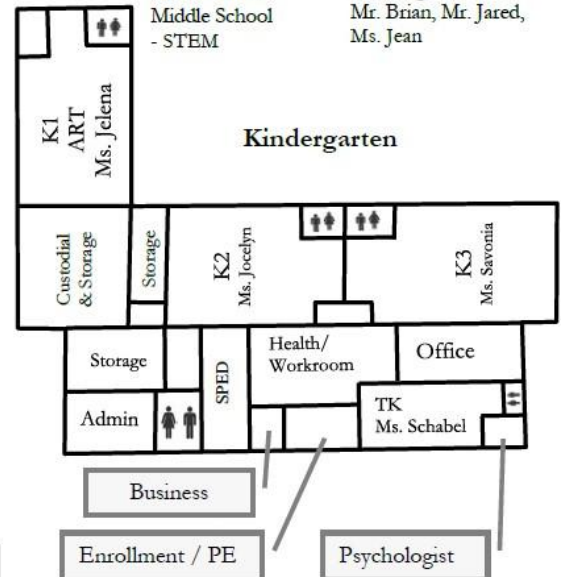 Middle School
- STEM
Mr. Brian, Mr. Jared,
Ms. Jean
K1
ART
Ms. Jelena
Kindergarten
Custodial
& Storage
Storage
K2
Ms. Jocelyn
K3
Ms. Savonia
Storage
SPED
Health/
Workroom
Office
Admin
TK
Ms. Schabel
Business
Enrollment / PE
Psychologist